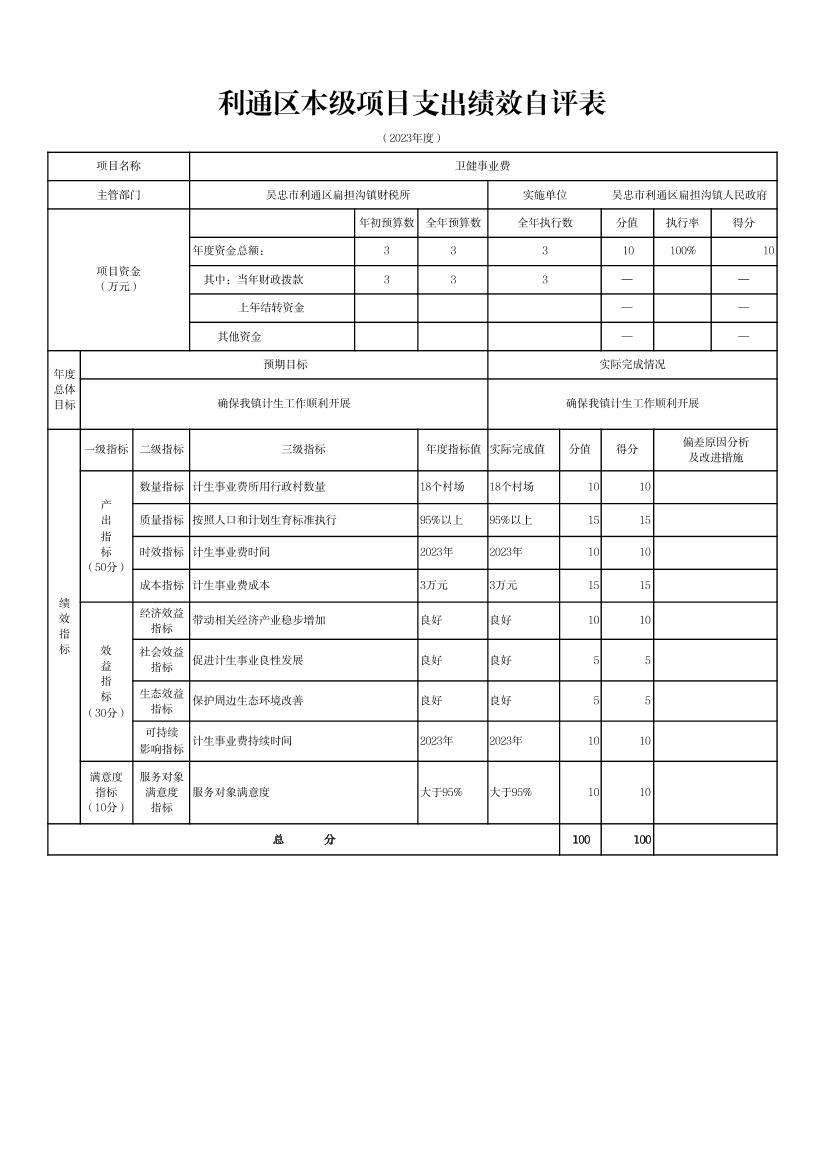 利通区本级项目支出绩效自评表
（2023年度）
项目名称 卫健事业费
主管部门 吴忠市利通区扁担沟镇财税所 实施单位 吴忠市利通区扁担沟镇人民政府
项目资金
（万元）
年初预算数 全年预算数 全年执行数 分值 执行率 得分
年度资金总额： 3 3 3 10 100% 10
其中：当年财政拨款 3 3 3 — —
上年结转资金 — —
其他资金 — —
年度
总体
目标
预期目标 实际完成情况
确保我镇计生工作顺利开展 确保我镇计生工作顺利开展
绩
效
指
标
一级指标 二级指标 三级指标 年度指标值 实际完成值 分值 得分 偏差原因分析
及改进措施
产
出
指
标
（50分）
数量指标 计生事业费所用行政村数量 18个村场 18个村场 10 10
质量指标 按照人口和计划生育标准执行 95%以上 95%以上 15 15
时效指标 计生事业费时间 2023年 2023年 10 10
成本指标 计生事业费成本 3万元 3万元 15 15
效
益
指
标
（30分）
经济效益
指标
带动相关经济产业稳步增加 良好 良好 10 10
社会效益
指标
促进计生事业良性发展 良好 良好 5 5
生态效益
指标
保护周边生态环境改善 良好 良好 5 5
可持续
影响指标
计生事业费持续时间 2023年 2023年 10 10
满意度
指标
（10分）
服务对象
满意度
指标
服务对象满意度 大于95% 大于95% 10 10
总 分 100 100